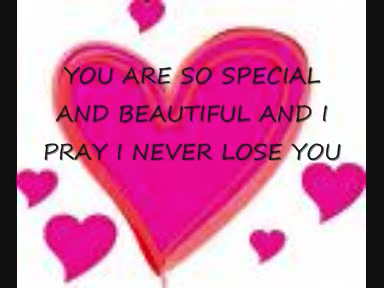 YOU ARE SO SPECIAL
AND BEAUTIFUL AND I
PRAY I NEVER LOSE YOU